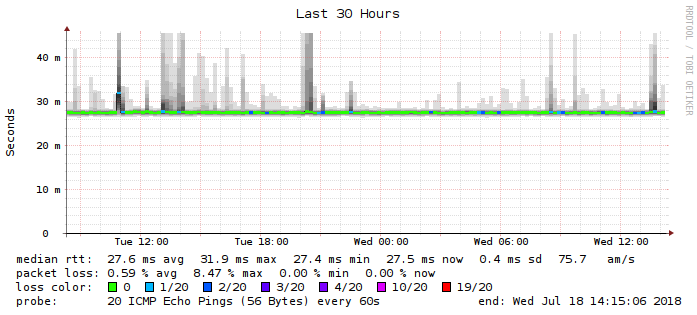 Last 30 Hours
RRDTOOL / TOBI OETIKER
Seconds
40 m
30 m
20 m
10 m
0
Tue 12:00 Tue 18:00 Wed 00:00 Wed 06:00 Wed 12:00
median rtt: 27.6 ms avg 31.9 ms max 27.4 ms min 27.5 ms now 0.4 ms sd 75.7 am/s
packet loss: 0.59 % avg 8.47 % max 0.00 % min 0.00 % now
loss color: 0 1/20 2/20 3/20 4/20 10/20 19/20
probe: 20 ICMP Echo Pings (56 Bytes) every 60s end: Wed Jul 18 14:15:06 2018